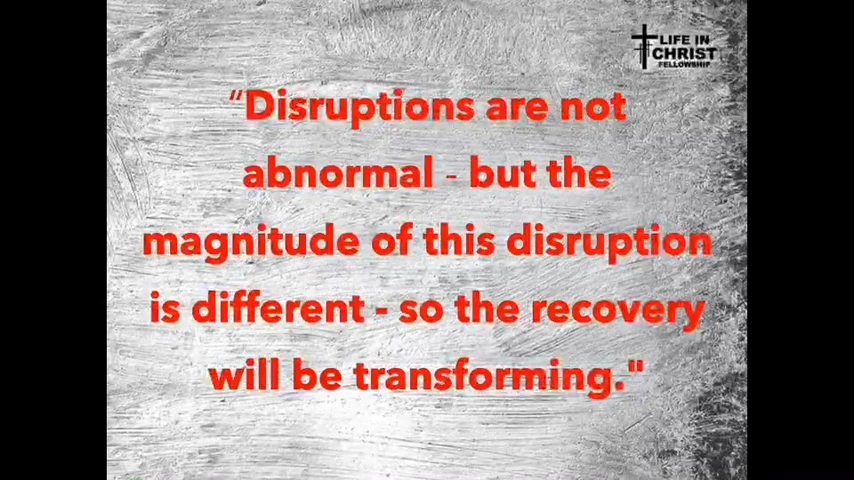 LIFE IN
CHRIST
FELLOWSHIP
“Disruptions are not
abnormal - but the
magnitude of this disruption
is different - so the recovery
will be transforming."